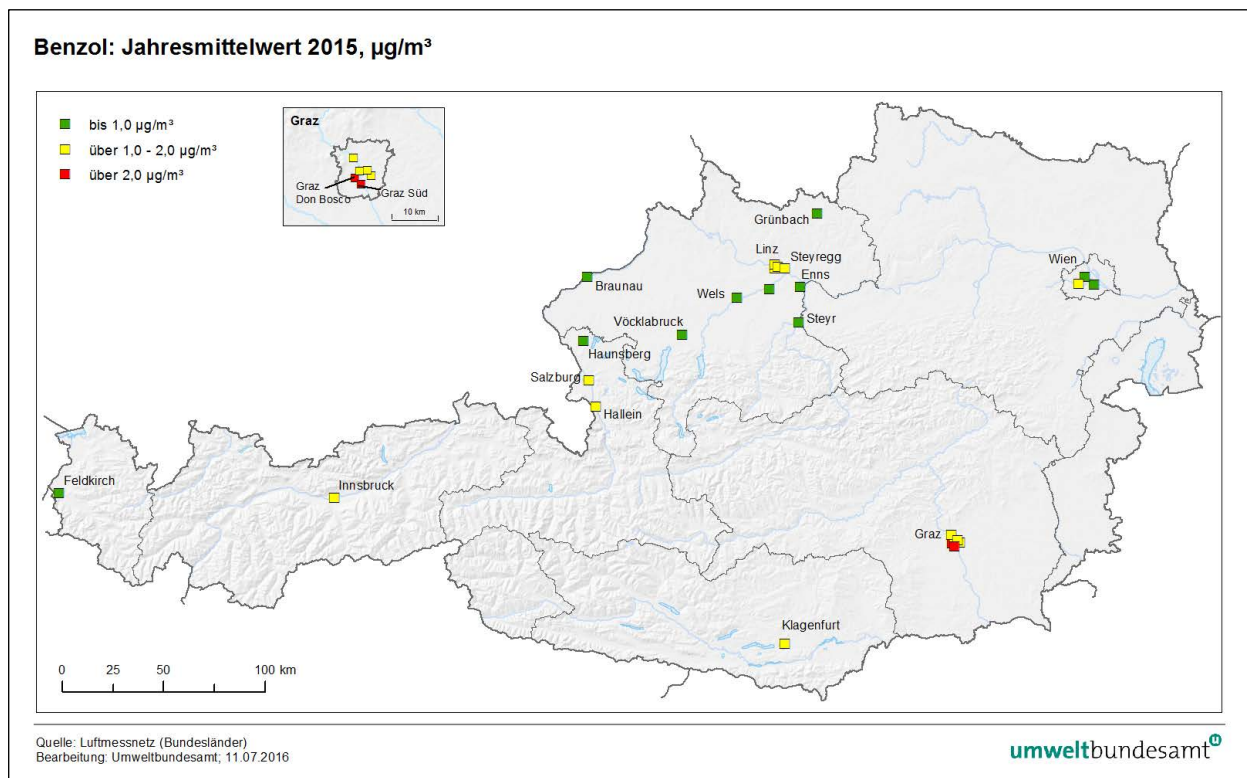 Benzol: Jahresmittelwert 2015, µg/m³
bis 1,0 µg/m³
über 1,0 - 2,0 µg/m³
über 2,0 µg/m³
Graz
Graz
Don Bosco
Graz Süd
10 km
Grünbach
Linz
Steyregg
Enns
Wien
Braunau
Wels
Vöcklabruck
Steyr
Haunsberg
Salzburg
Hallein
Feldkirch
Innsbruck
Graz
Klagenfurt
0 25 50 100 km
Quelle: Luftmessnetz (Bundesländer)
Bearbeitung: Umweltbundesamt; 11.07.2016
umweltbundesamt u